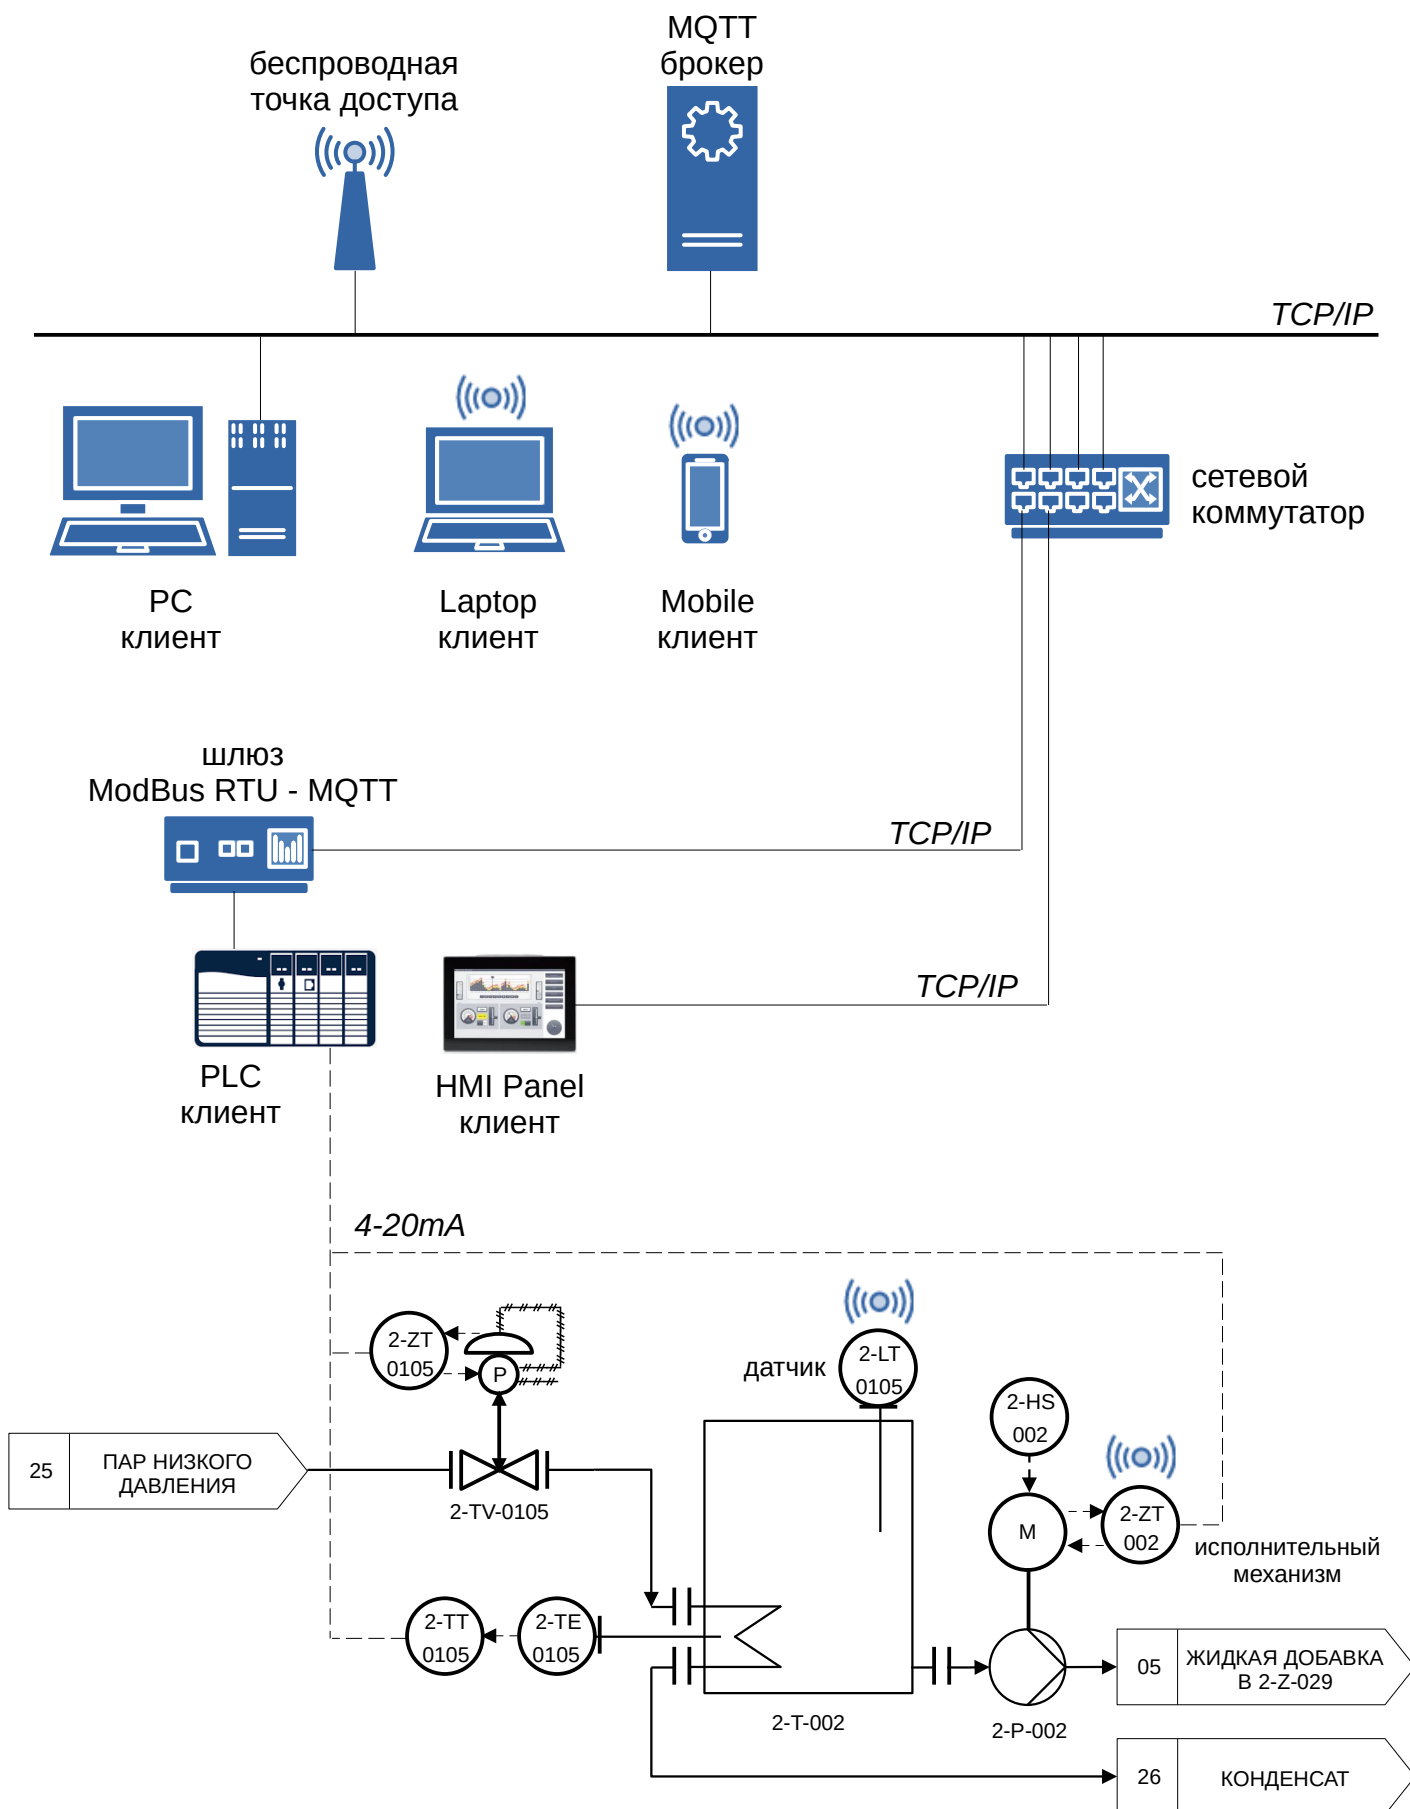 MQTT
брокер
беспроводная
точка доступа
TCP/IP
сетевой
коммутатор
PC
клиент
Laptop
клиент
Mobile
клиент
шлюз
ModBus RTU - MQTT
TCP/IP
TCP/IP
PLC
клиент
HMI Panel
клиент
4-20mA
2-ZT
0105
P
датчик
2-LT
0105
2-HS
002
25
ПАР НИЗКОГО
ДАВЛЕНИЯ
2-TV-0105
M
2-ZT
002
исполнительный
механизм
2-TT
0105
2-TE
0105
05
ЖИДКАЯ ДОБАВКА
В 2-Z-029
2-T-002
2-P-002
26
КОНДЕНСАТ